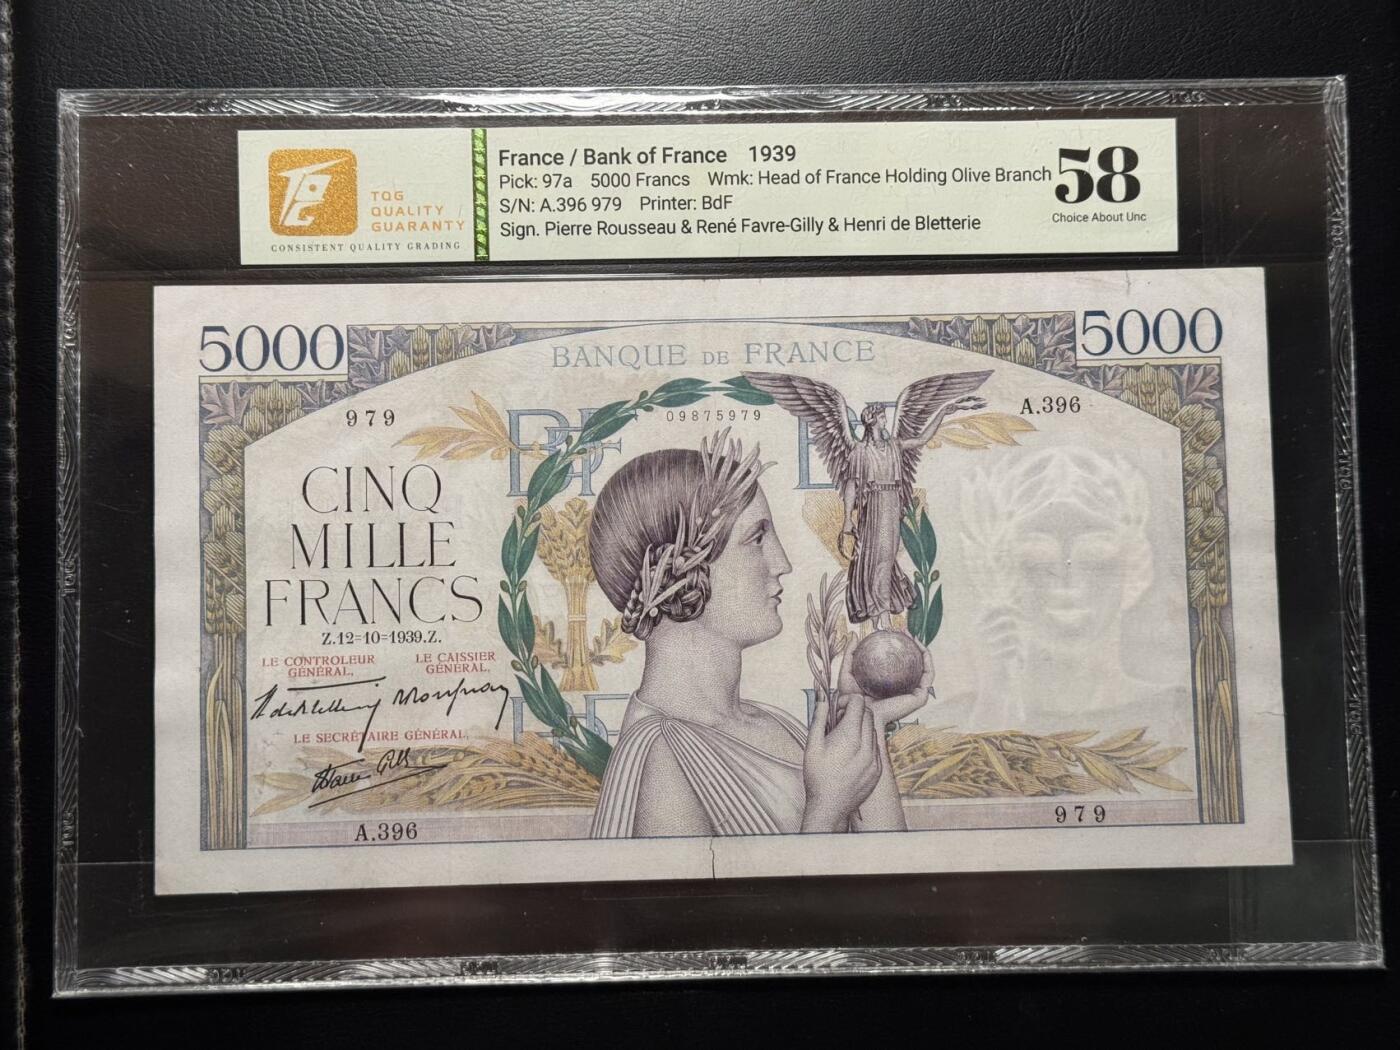 TQG
QUALITY
GUARANTY
CONSISTENT QUALITY GRADING
France / Bank of France 1939
Pick: 97a 5000 Francs Wmk: Head of France Holding Olive Branch
S/N: A.396 979 Printer: BdF
Sign. Pierre Rousseau & René Favre-Gilly & Henri de Bletterie
58
Choice About Unc
5000
BANQUE DE FRANCE
5000
979
09875979
A.396
CINQ
MILLE
FRANCS
Z.12=10=1939.Z.
LE CONTROLEUR
GÉNÉRAL,
LE CAISSIER
GÉNÉRAL,
LE SECRÉTAIRE GÉNÉRAL,
A.396
979